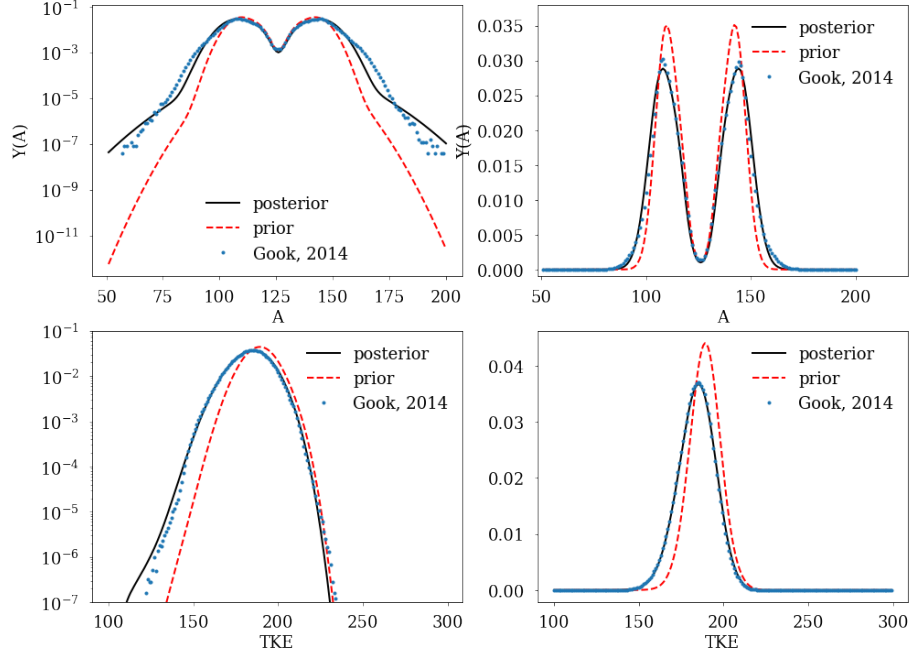 10⁻¹
10⁻³
10⁻⁵
10⁻⁷
10⁻⁹
10⁻¹¹
Y(A)
posterior
prior
Gook, 2014
50 75 100 125 150 175 200
A
0.035
0.030
0.025
0.020
0.015
0.010
0.005
0.000
Y(A)
posterior
prior
Gook, 2014
50 100 150 200
A
10⁻¹
10⁻²
10⁻³
10⁻⁴
10⁻⁵
10⁻⁶
10⁻⁷
posterior
prior
Gook, 2014
100 150 200 250 300
TKE
0.04
0.03
0.02
0.01
0.00
posterior
prior
Gook, 2014
100 150 200 250 300
TKE